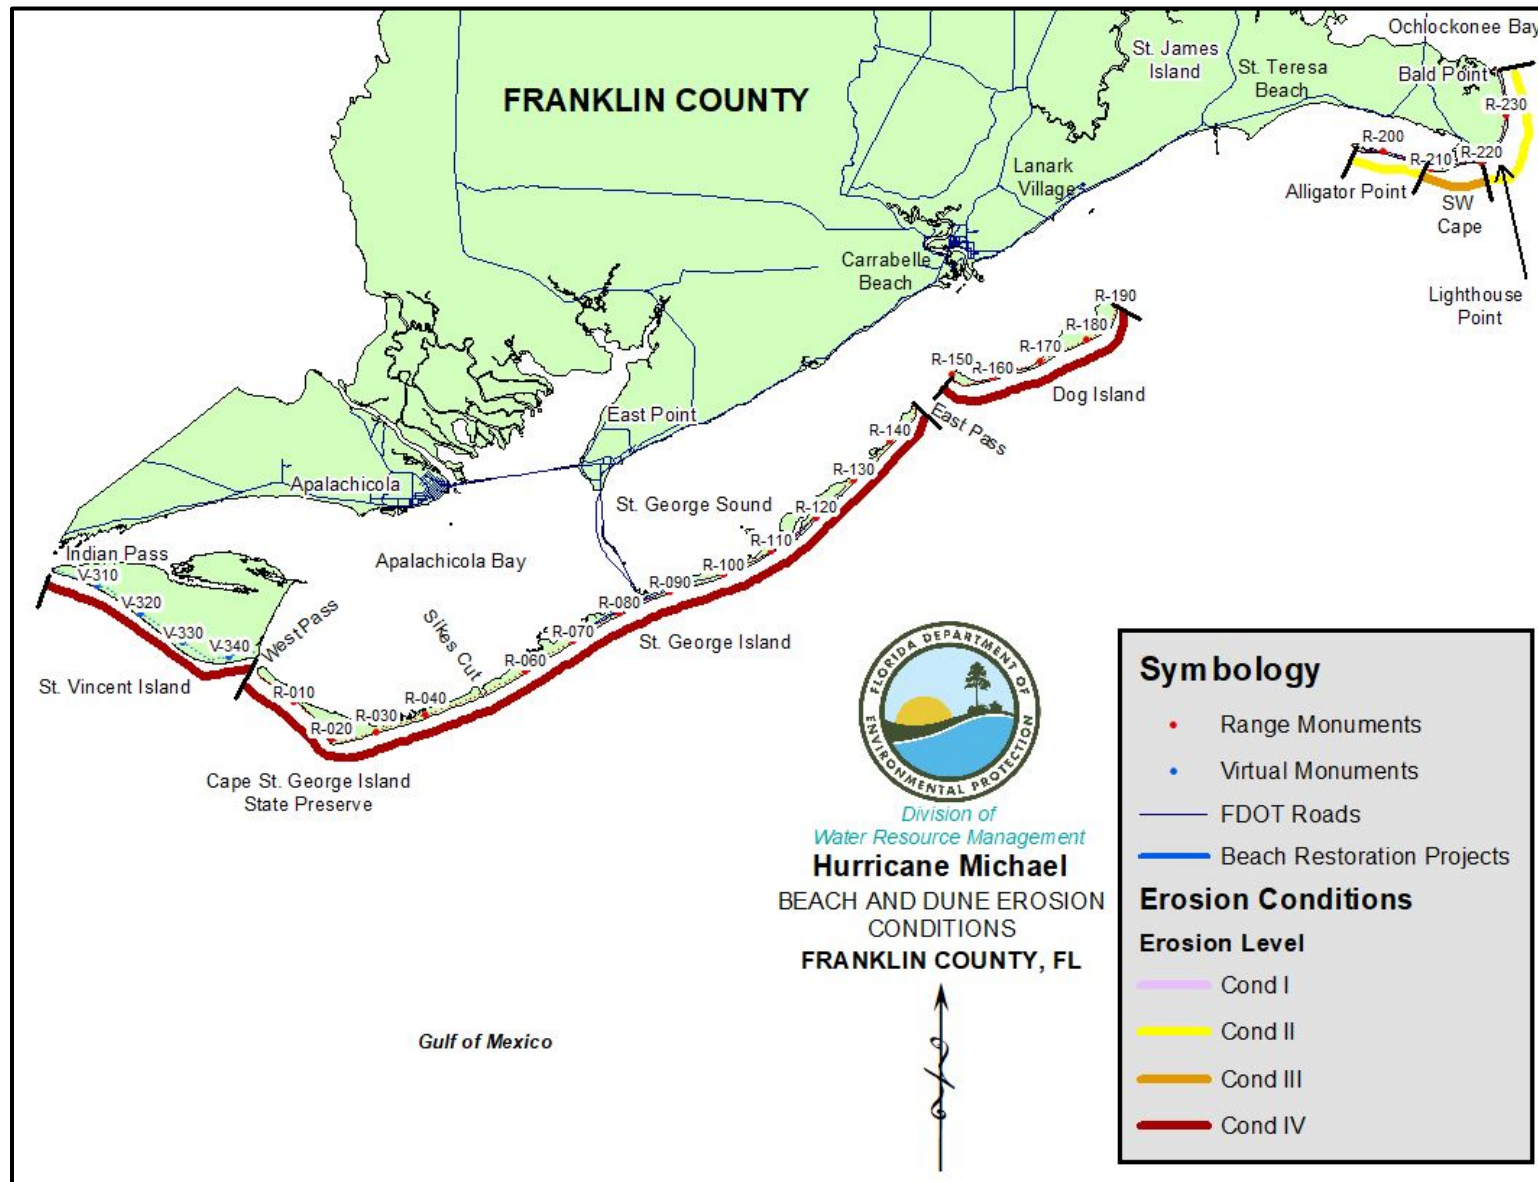 Ochlockonee Bay
St. James
Island
St. Teresa
Beach
Bald Point
FRANKLIN COUNTY
R-230
R-200
R-210
R-220
Lanark
Village
Alligator Point
SW
Cape
Carrabelle
Beach
Lighthouse
Point
R-190
R-180
R-170
R-160
R-150
Dog Island
East Pass
East Point
R-140
R-130
Apalachicola
St. George Sound
R-120
R-110
Indian Pass
Apalachicola Bay
R-100
V-310
R-090
V-320
R-080
V-330
V-340
West Pass
Sikes Cut
R-070
St. George Island
R-060
St. Vincent Island
R-010
R-040
R-030
R-020
Cape St. George Island
State Preserve
FLORIDA DEPARTMENT OF
ENVIRONMENTAL PROTECTION
Division of
Water Resource Management
Hurricane Michael
BEACH AND DUNE EROSION
CONDITIONS
FRANKLIN COUNTY, FL
Gulf of Mexico
Symbology
Range Monuments
Virtual Monuments
FDOT Roads
Beach Restoration Projects
Erosion Conditions
Erosion Level
Cond I
Cond II
Cond III
Cond IV